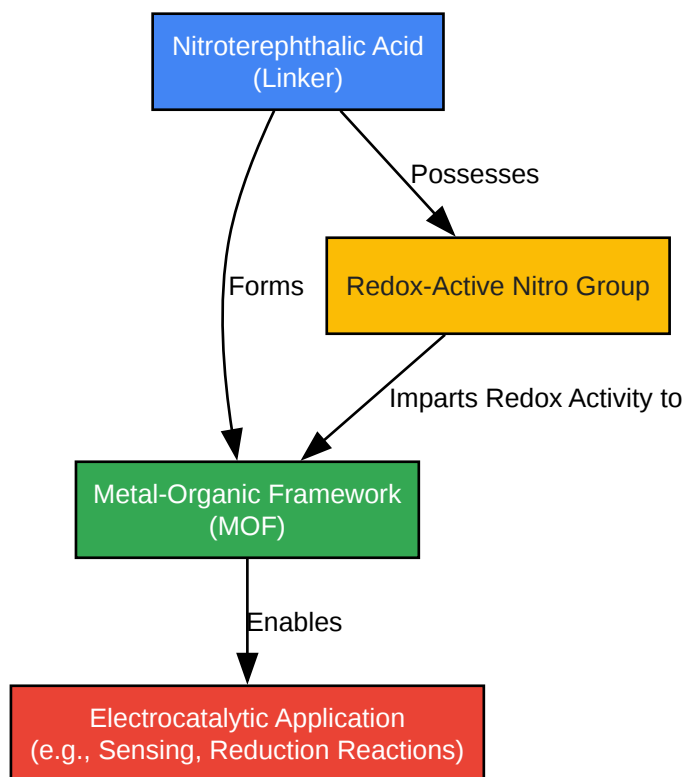 Nitroterephthalic Acid
(Linker)
Possesses
Forms
Redox-Active Nitro Group
Imparts Redox Activity to
Metal-Organic Framework
(MOF)
Enables
Electrocatalytic Application
(e.g., Sensing, Reduction Reactions)